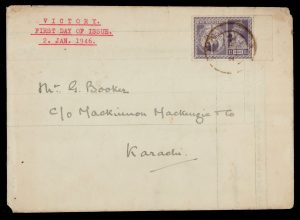 VICTORY.
FIRST DAY OF ISSUE.
2. JAN. 1946.
Mr G. Booker
C/o Mackinnon Mackenzie & Co
Karachi.